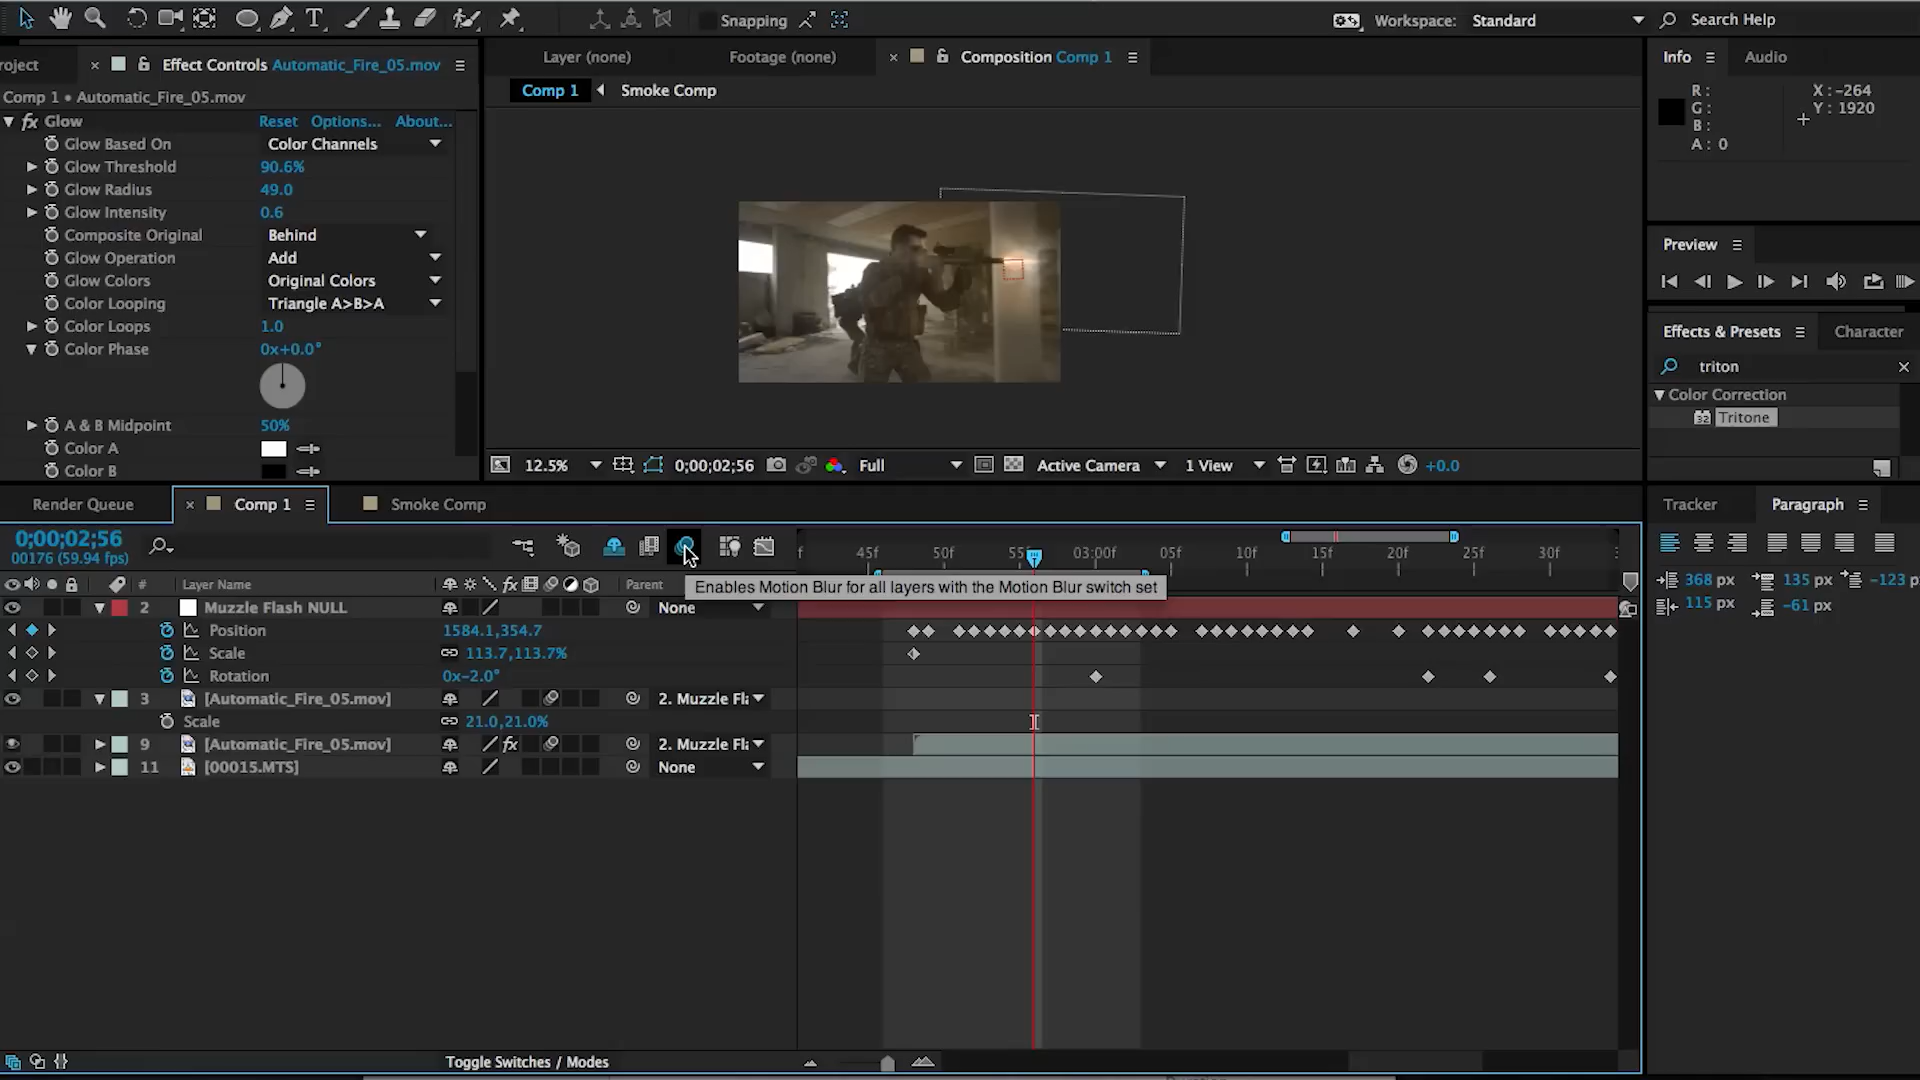 Snapping
Workspace: Standard
Search Help
roject
Effect Controls Automatic_Fire_05.mov
Layer (none)
Footage (none)
Composition Comp 1
Info
Audio
Comp 1 • Automatic_Fire_05.mov
Comp 1
Smoke Comp
R :
G :
B :
A : 0
X : -264
Y : 1920
fx Glow Reset Options... About...
Glow Based On Color Channels
Glow Threshold 90.6%
Glow Radius 49.0
Glow Intensity 0.6
Composite Original Behind
Glow Operation Add
Glow Colors Original Colors
Color Looping Triangle A>B>A
Color Loops 1.0
Color Phase 0x+0.0°
A & B Midpoint 50%
Color A
Color B
Preview
Effects & Presets
Character
triton
Color Correction
32 Tritone
12.5% 0;00;02;56 Full Active Camera 1 View +0.0
Render Queue
Comp 1
Smoke Comp
Tracker
Paragraph
0;00;02;56
00176 (59.94 fps)
f 45f 50f 55f 03:00f 05f 10f 15f 20f 25f 30f
# Layer Name fx Parent
Enables Motion Blur for all layers with the Motion Blur switch set
2 Muzzle Flash NULL None
Position 1584.1,354.7
Scale 113.7,113.7%
Rotation 0x-2.0°
3 [Automatic_Fire_05.mov] 2. Muzzle Fla
Scale 21.0,21.0%
9 [Automatic_Fire_05.mov] fx 2. Muzzle Fla
11 [00015.MTS] None
368 px 135 px -123 p
115 px -61 px
Toggle Switches / Modes